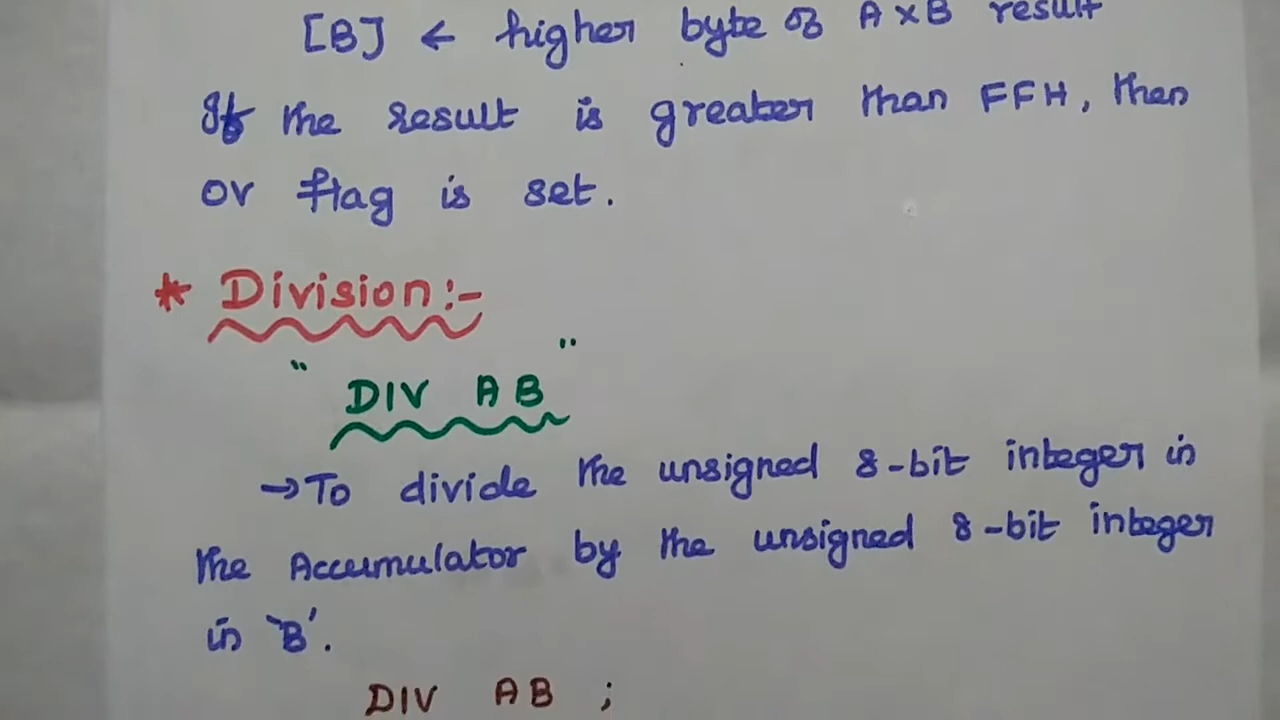 [B] ← higher byte of A×B result
If the result is greater than FFH, then
OV flag is set.
* Division:-
" DIV AB "
→ To divide the unsigned 8-bit integer in
the Accumulator by the unsigned 8-bit integer
in 'B'.
DIV AB ;